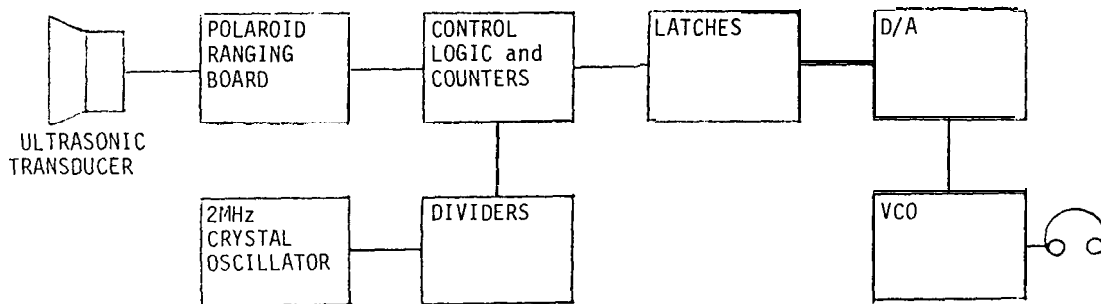 POLAROID
RANGING
BOARD
CONTROL
LOGIC and
COUNTERS
LATCHES
D/A
ULTRASONIC
TRANSDUCER
2MHz
CRYSTAL
OSCILLATOR
DIVIDERS
VCO